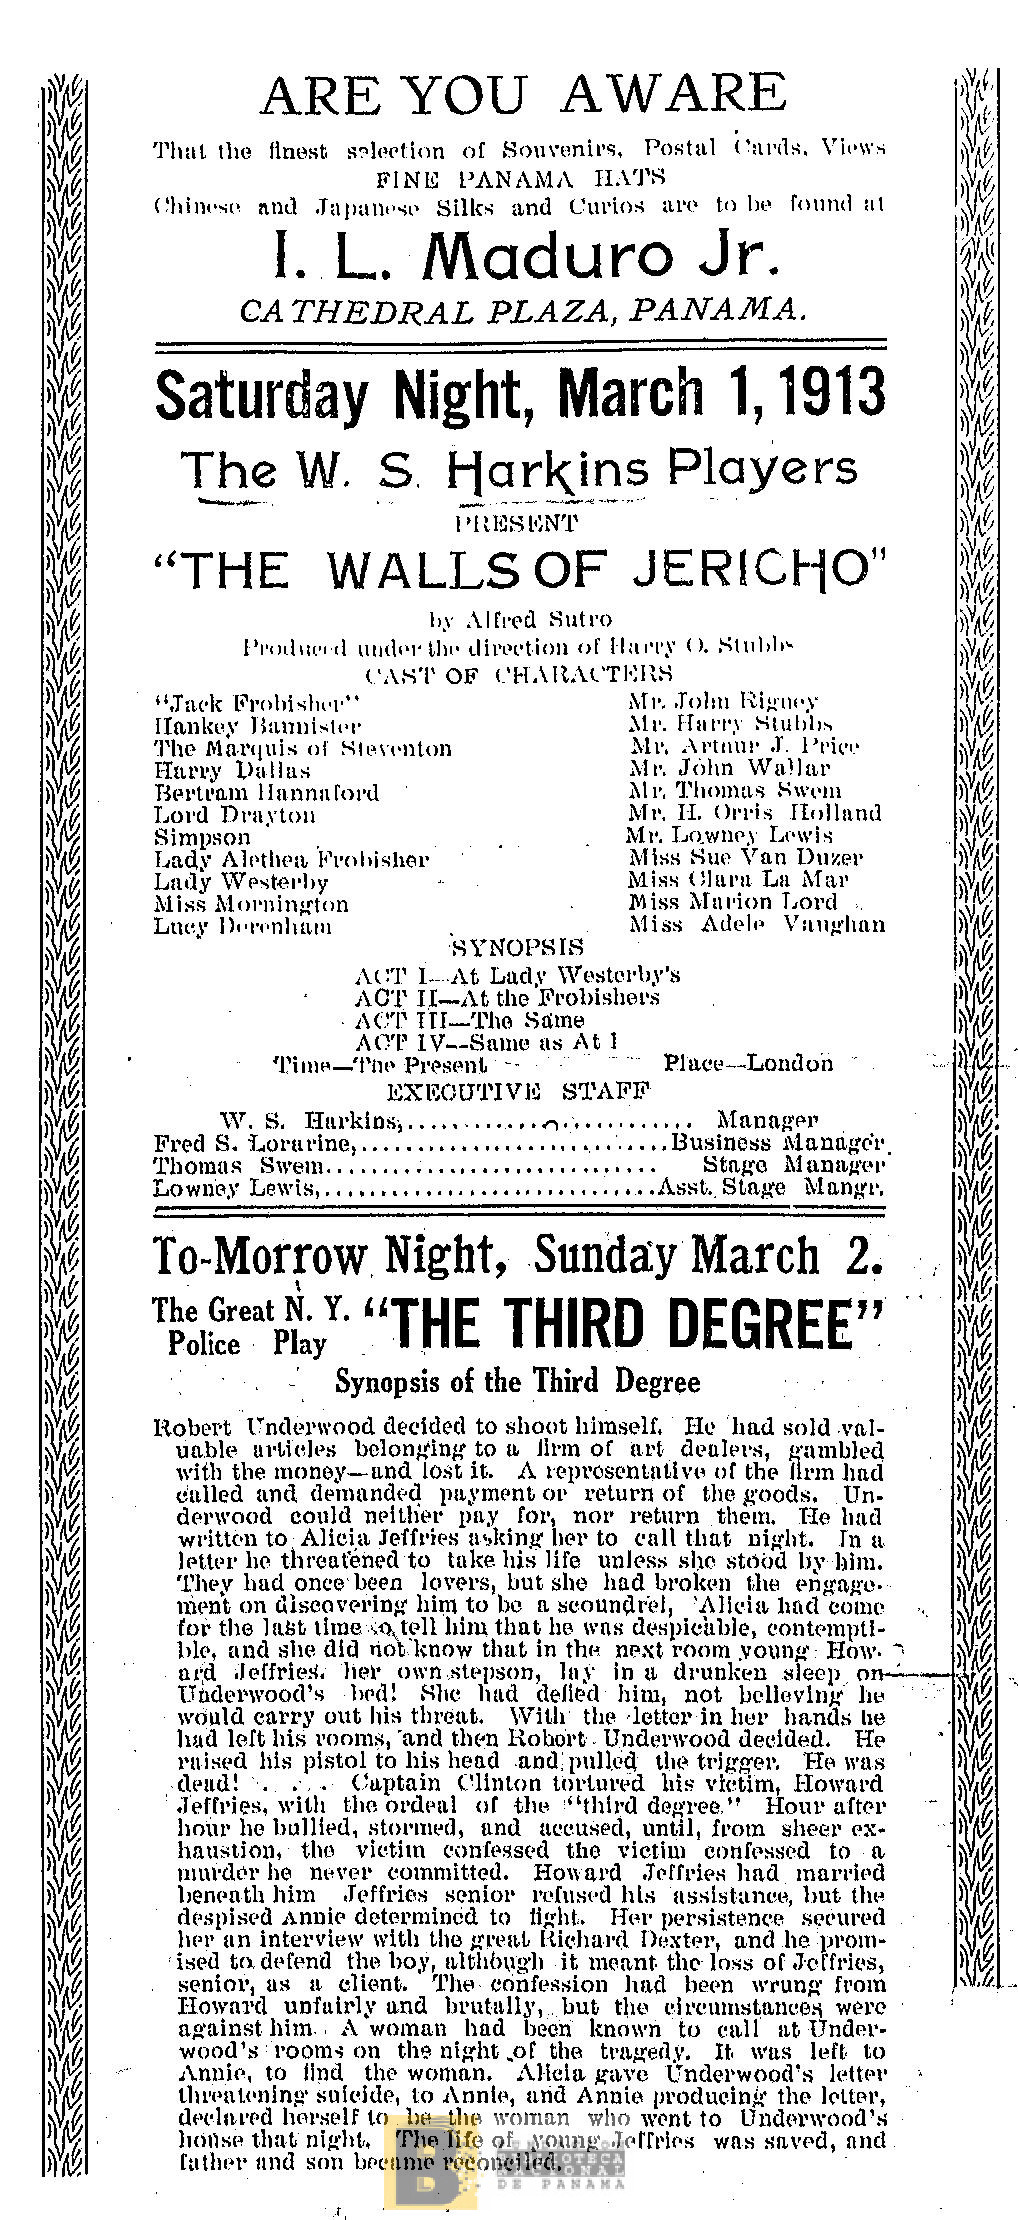 ARE YOU AWARE
That the finest selection of Souvenirs, Postal Cards, Views
FINE PANAMA HATS
Chinese and Japanese Silks and Curios are to be found at
I. L. Maduro Jr.
CATHEDRAL PLAZA, PANAMA.
Saturday Night, March 1, 1913
The W. S. Harkins Players
PRESENT
“THE WALLS OF JERICHO”
by Alfred Sutro
Produced under the direction of Harry O. Stubbs
CAST OF CHARACTERS
“Jack Frobisher” Mr. John Rigney
Hankey Bannister Mr. Harry Stubbs
The Marquis of Steventon Mr. Arthur J. Price
Harry Dallas Mr. John Wallar
Bertram Hannaford Mr. Thomas Swem
Lord Drayton Mr. H. Orris Holland
Simpson Mr. Lowney Lewis
Lady Alethea Frobisher Miss Sue Van Duzer
Lady Westerby Miss Clara La Mar
Miss Mornington Miss Marion Lord
Lucy Derenham Miss Adele Vaughan
SYNOPSIS
ACT I—At Lady Westerby's
ACT II—At the Frobishers
ACT III—The Same
ACT IV—Same as At I
Time—The Present Place—London
EXECUTIVE STAFF
W. S. Harkins,........................... Manager
Fred S. Lorarine,...........................Business Manager.
Thomas Swem............................. Stage Manager
Lowney Lewis,.............................Asst. Stage Mangr.
To-Morrow Night, Sunday March 2.
The Great N. Y. “THE THIRD DEGREE”
Police Play
Synopsis of the Third Degree
Robert Underwood decided to shoot himself. He had sold val-
uable articles belonging to a firm of art dealers, gambled
with the money—and lost it. A representative of the firm had
called and demanded payment or return of the goods. Un-
derwood could neither pay for, nor return them. He had
written to Alicia Jeffries asking her to call that night. In a
letter he threatened to take his life unless she stood by him.
They had once been lovers, but she had broken the engage-
ment on discovering him to be a scoundrel, Alicia had come
for the last time to tell him that he was despicable, contempti-
ble, and she did not know that in the next room young How-
ard Jeffries, her own stepson, lay in a drunken sleep on
Underwood's bed! She had defied him, not believing he
would carry out his threat. With the letter in her hands he
had left his rooms, and then Robert Underwood decided. He
raised his pistol to his head and pulled the trigger. He was
dead! . . . Captain Clinton tortured his victim, Howard
Jeffries, with the ordeal of the “third degree.” Hour after
hour he bullied, stormed, and accused, until, from sheer ex-
haustion, the victim confessed the victim confessed to a
murder he never committed. Howard Jeffries had married
beneath him Jeffries senior refused his assistance, but the
despised Annie determined to fight. Her persistence secured
her an interview with the great Richard Dexter, and he prom-
ised to defend the boy, although it meant the loss of Jeffries,
senior, as a client. The confession had been wrung from
Howard unfairly and brutally, but the circumstances were
against him. A woman had been known to call at Under-
wood's rooms on the night of the tragedy. It was left to
Annie, to find the woman. Alicia gave Underwood's letter
threatening suicide, to Annie, and Annie producing the letter,
declared herself to be the woman who went to Underwood's
house that night. The life of young Jeffries was saved, and
father and son became reconciled.
B BIBLIOTECA
NACIONAL
DE PANAMA